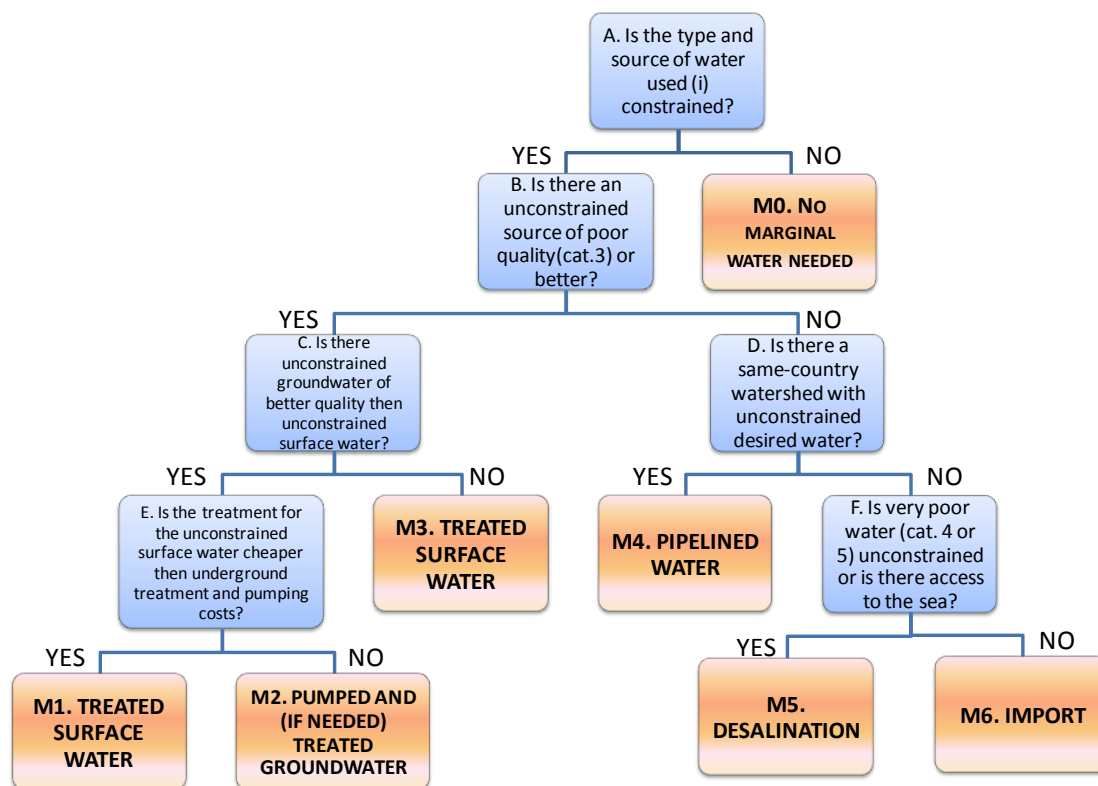 A. Is the type and
source of water
used (i)
constrained?
YES
NO
B. Is there an
unconstrained
source of poor
quality(cat.3) or
better?
M0. No
MARGINAL
WATER NEEDED
YES
NO
C. Is there
unconstrained
groundwater of
better quality then
unconstrained
surface water?
D. Is there a
same-country
watershed with
unconstrained
desired water?
YES
NO
YES
NO
E. Is the treatment for
the unconstrained
surface water cheaper
then underground
treatment and pumping
costs?
M3. TREATED
SURFACE
WATER
M4. PIPELINED
WATER
F. Is very poor
water (cat. 4 or
5) unconstrained
or is there access
to the sea?
YES
NO
YES
NO
M1. TREATED
SURFACE
WATER
M2. PUMPED AND
(IF NEEDED)
TREATED
GROUNDWATER
M5.
DESALINATION
M6. IMPORT